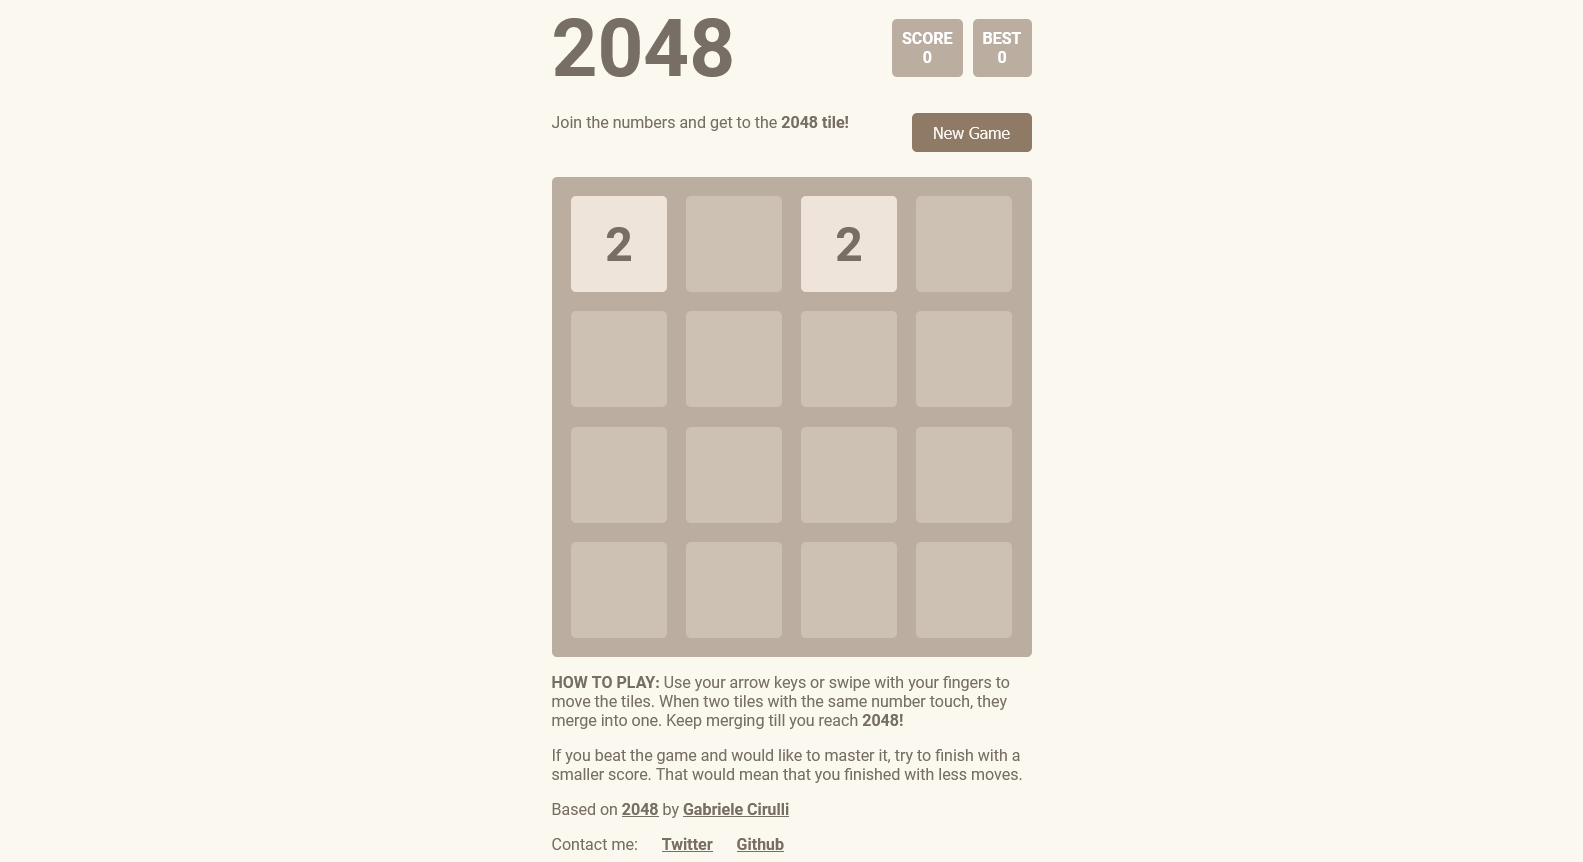 2048
SCORE
0
BEST
0
Join the numbers and get to the 2048 tile!
New Game
2
2
HOW TO PLAY: Use your arrow keys or swipe with your fingers to
move the tiles. When two tiles with the same number touch, they
merge into one. Keep merging till you reach 2048!
If you beat the game and would like to master it, try to finish with a
smaller score. That would mean that you finished with less moves.
Based on 2048 by Gabriele Cirulli
Contact me: Twitter Github